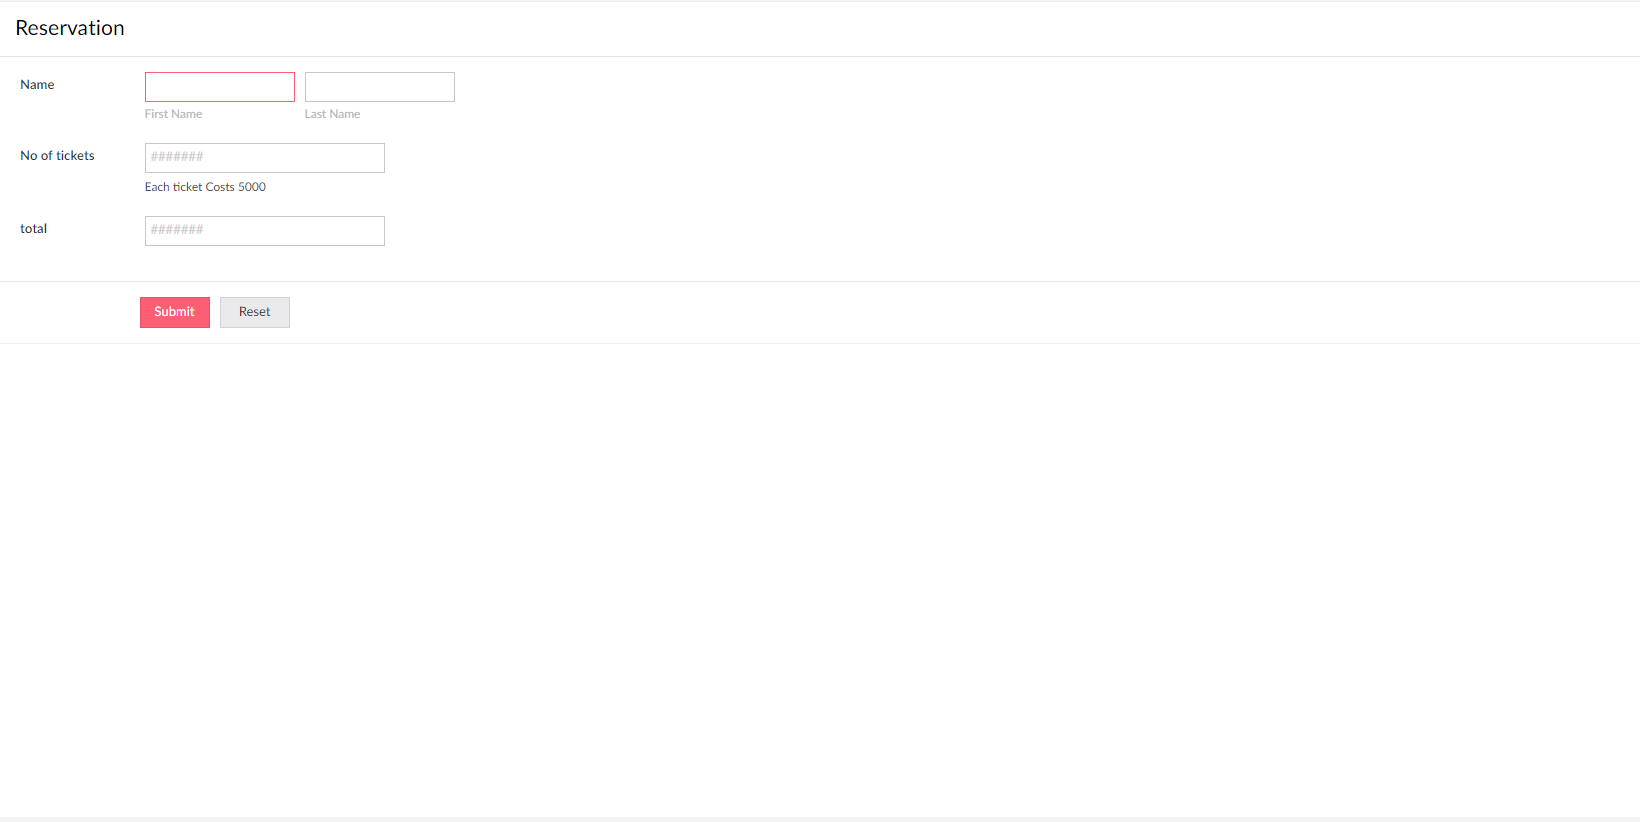 Reservation
Name
First Name Last Name
No of tickets #######
Each ticket Costs 5000
total #######
Submit Reset